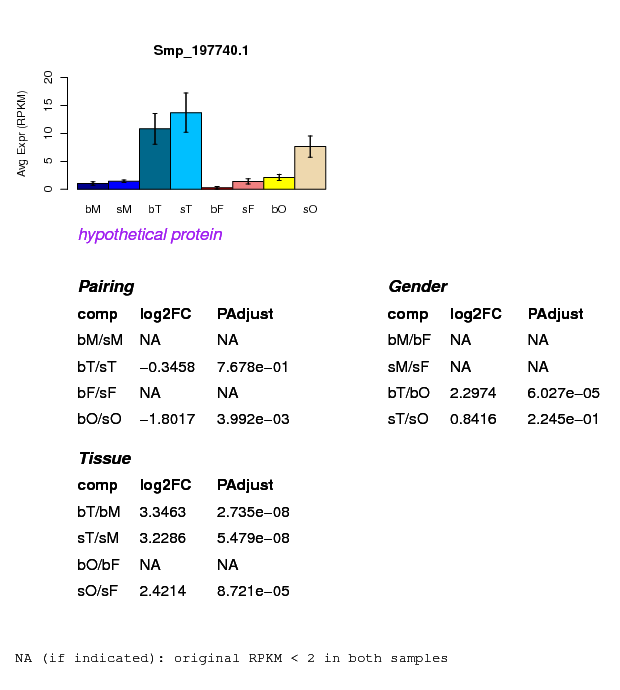 Smp_197740.1
Avg Expr (RPKM)
20
15
10
5
0
bM sM bT sT bF sF bO sO
hypothetical protein
Pairing
comp log2FC PAdjust
bM/sM NA NA
bT/sT −0.3458 7.678e−01
bF/sF NA NA
bO/sO −1.8017 3.992e−03
Gender
comp log2FC PAdjust
bM/bF NA NA
sM/sF NA NA
bT/bO 2.2974 6.027e−05
sT/sO 0.8416 2.245e−01
Tissue
comp log2FC PAdjust
bT/bM 3.3463 2.735e−08
sT/sM 3.2286 5.479e−08
bO/bF NA NA
sO/sF 2.4214 8.721e−05
NA (if indicated): original RPKM < 2 in both samples